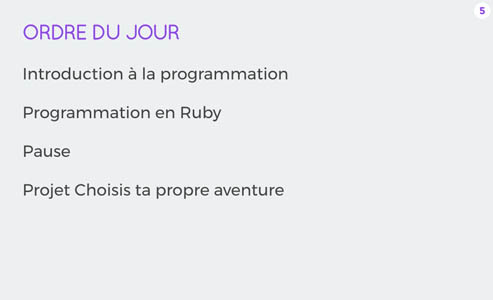 5
ORDRE DU JOUR
Introduction à la programmation
Programmation en Ruby
Pause
Projet Choisis ta propre aventure